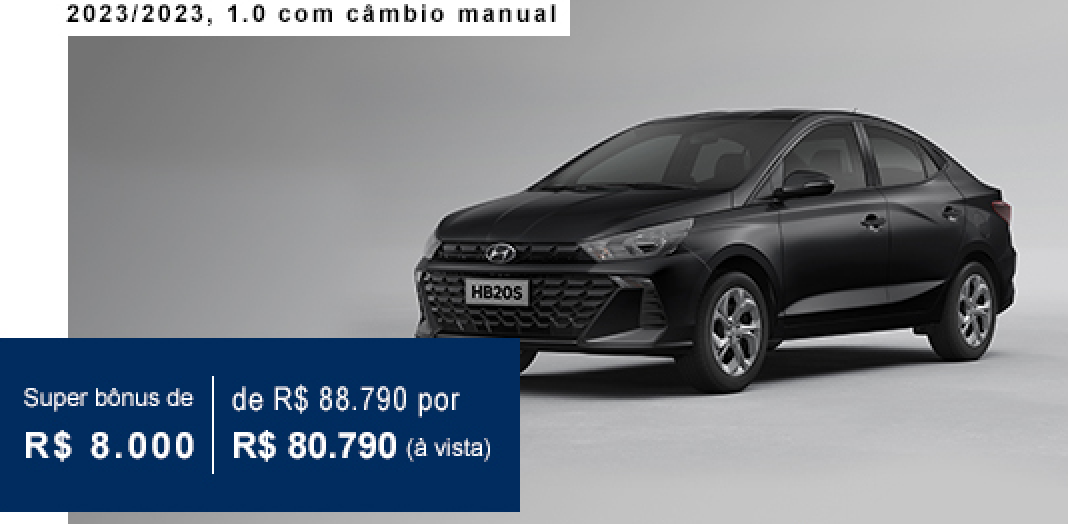 2023/2023, 1.0 com câmbio manual
HB20S
Super bônus de
R$ 8.000
de R$ 88.790 por
R$ 80.790 (à vista)